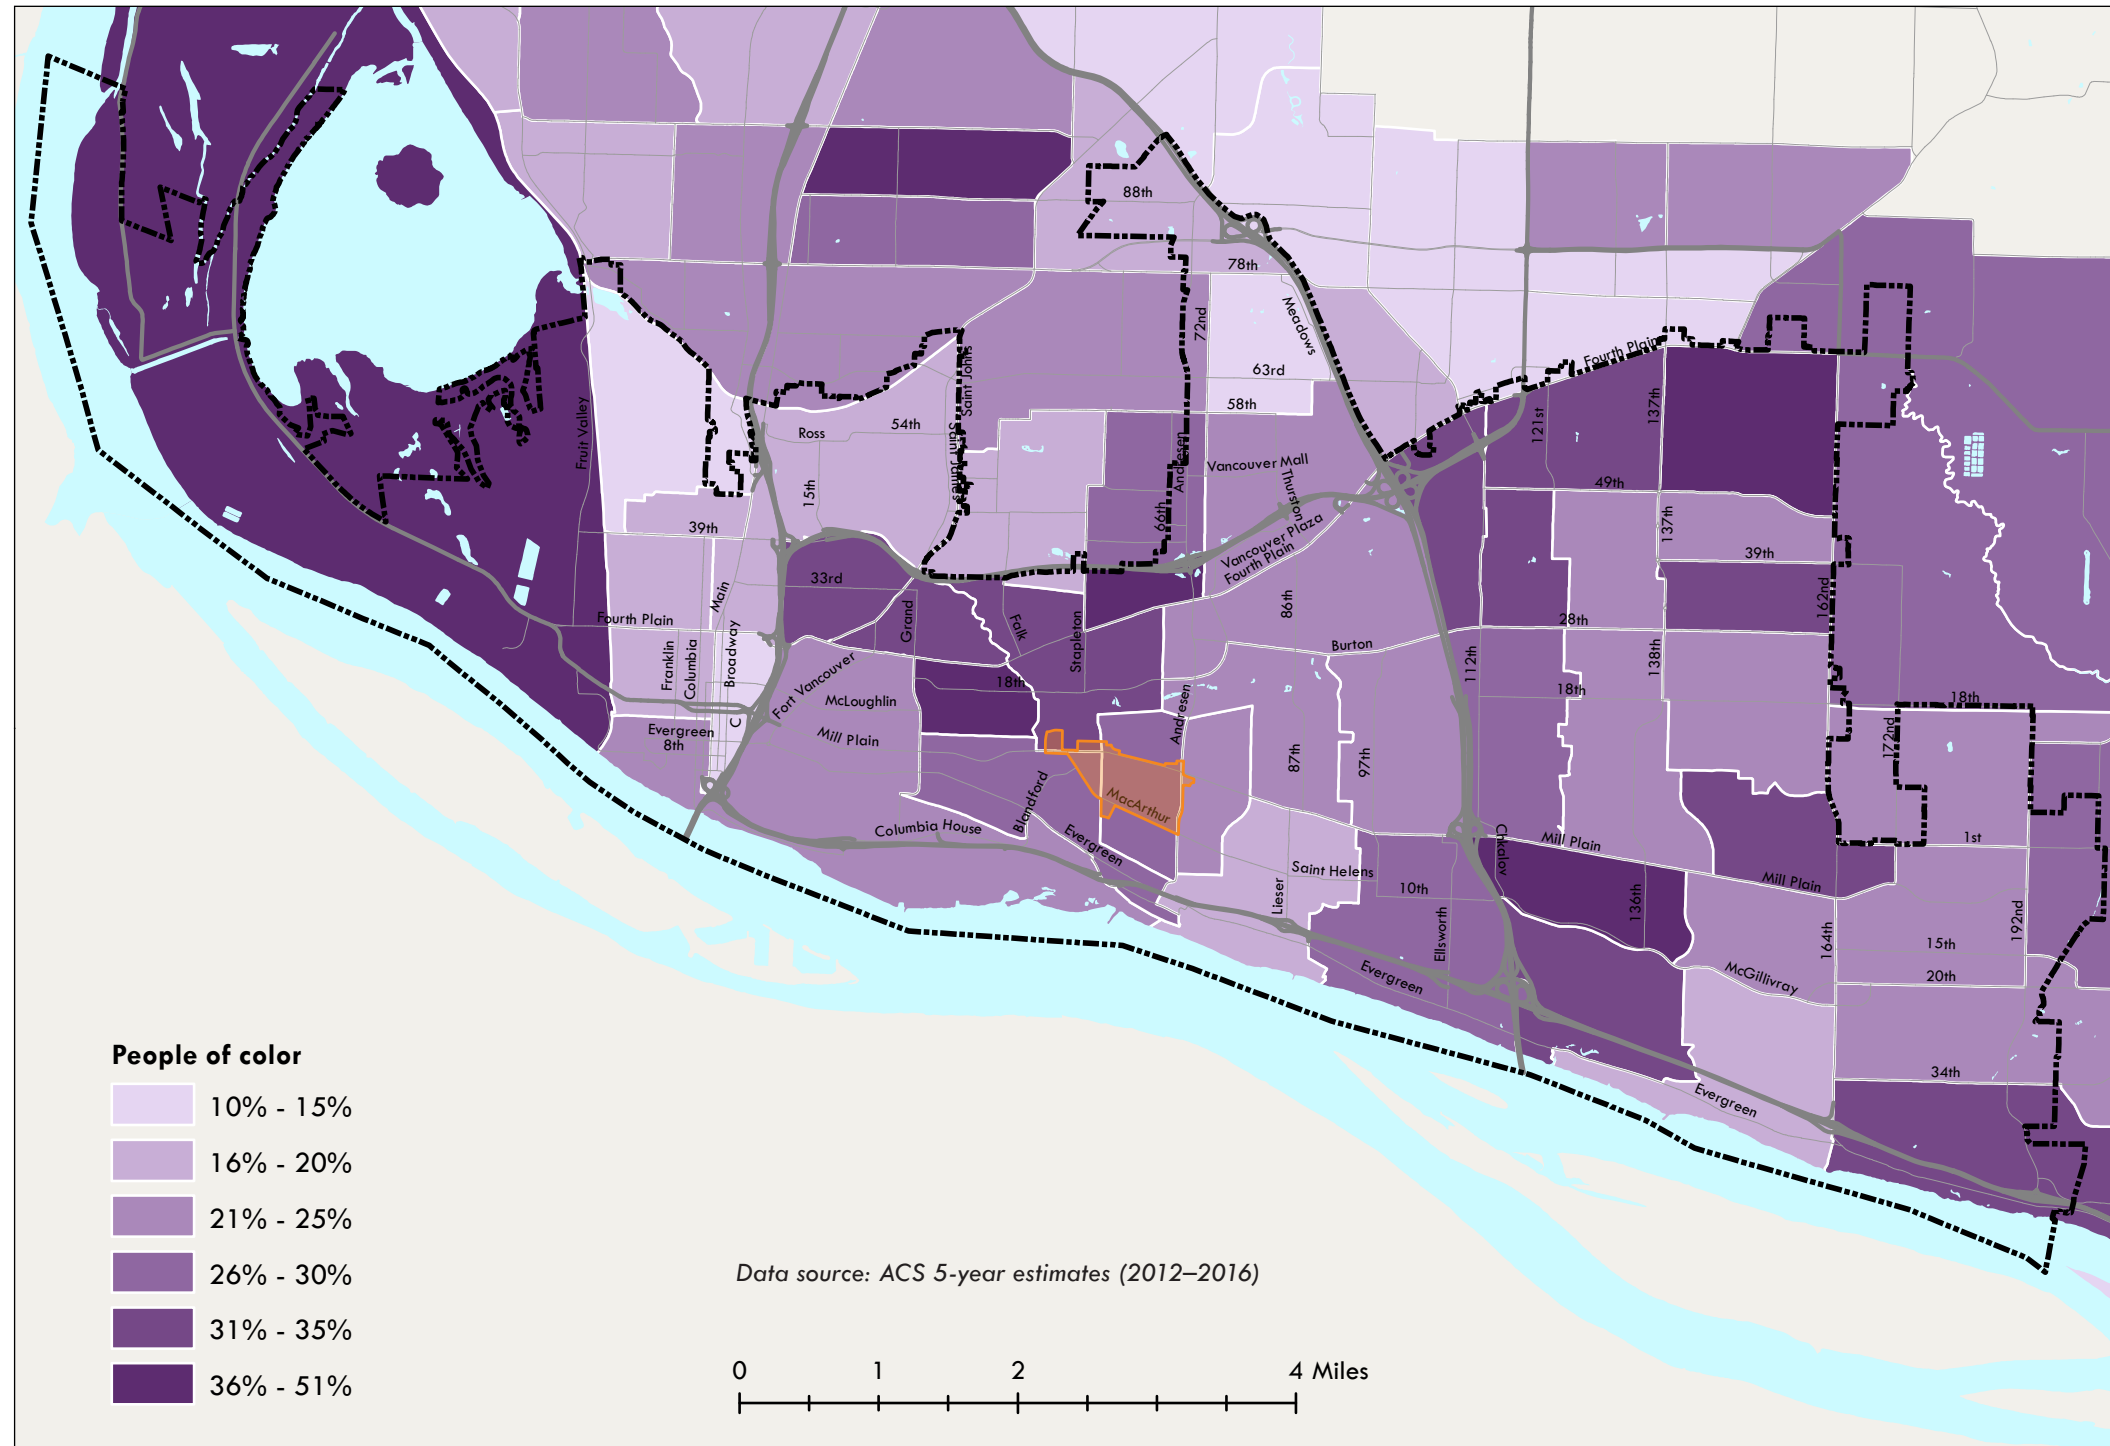 88th
78th
72nd
Meadows
63rd
58th
Fourth Plain
Saint Johns
54th
Ross
Fruit Valley
15th
Saint James
Andresen
66th
Vancouver Mall
Thurston
Vancouver Plaza
Fourth Plain
121st
137th
49th
137th
39th
39th
33rd
Main
Fourth Plain
Grand
Falk
Stapleton
86th
Burton
112th
28th
162nd
138th
Franklin
Columbia
Broadway
C
Fort Vancouver
McLoughlin
18th
Mill Plain
Evergreen
8th
Andresen
87th
97th
18th
18th
172nd
MacArthur
Blandford
Columbia House
Evergreen
Chkalov
Mill Plain
1st
Saint Helens
10th
Lieser
Ellsworth
136th
Mill Plain
164th
192nd
15th
20th
McGillivray
Evergreen
34th
Evergreen
People of color
10% - 15%
16% - 20%
21% - 25%
26% - 30%
31% - 35%
36% - 51%
Data source: ACS 5-year estimates (2012–2016)
0 1 2 4 Miles